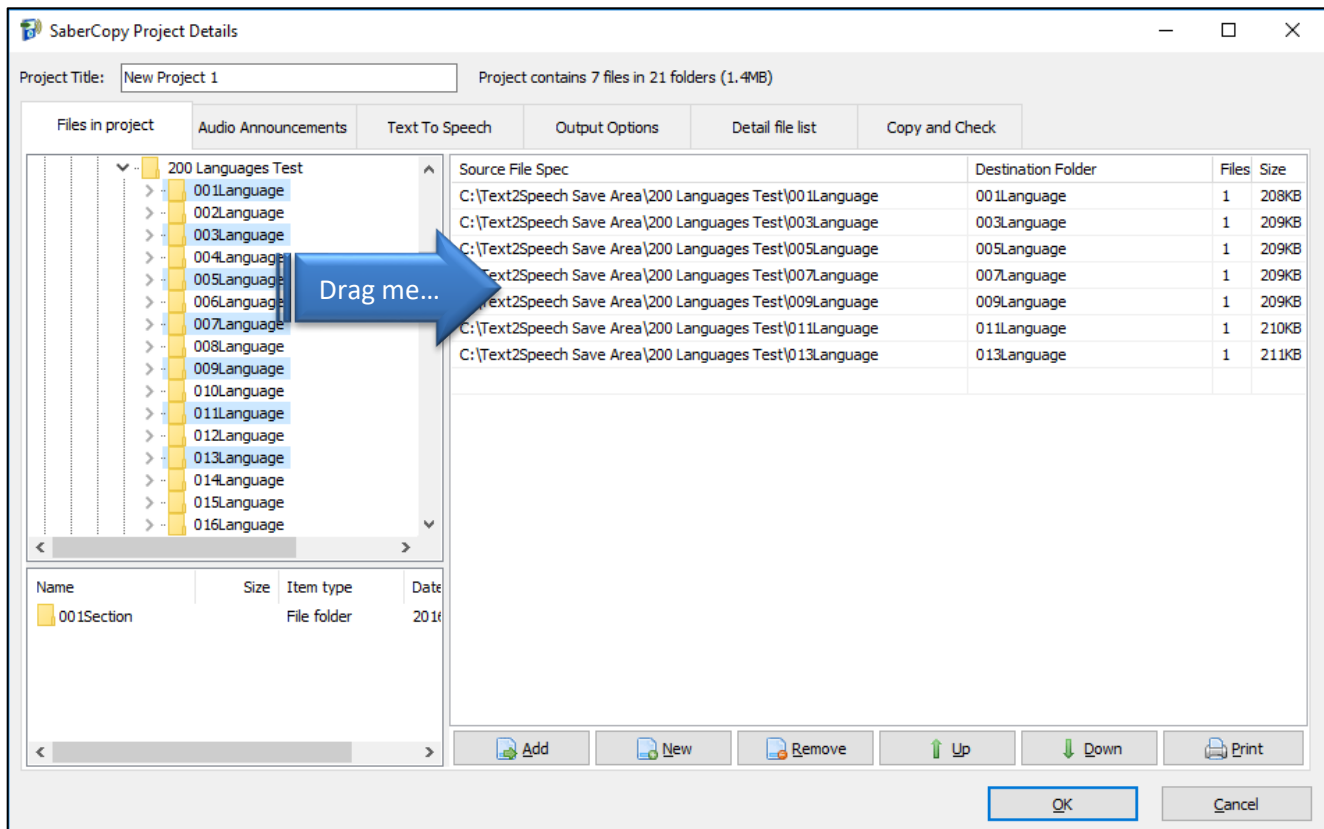 SaberCopy Project Details
Project Title: New Project 1 Project contains 7 files in 21 folders (1.4MB)
Files in project Audio Announcements Text To Speech Output Options Detail file list Copy and Check
200 Languages Test
001Language
002Language
003Language
004Language
005Language
006Language
007Language
008Language
009Language
010Language
011Language
012Language
013Language
014Language
015Language
016Language
Drag me...
Source File Spec Destination Folder Files Size
C:\Text2Speech Save Area\200 Languages Test\001Language 001Language 1 208KB
C:\Text2Speech Save Area\200 Languages Test\003Language 003Language 1 209KB
C:\Text2Speech Save Area\200 Languages Test\005Language 005Language 1 209KB
Text2Speech Save Area\200 Languages Test\007Language 007Language 1 209KB
Text2Speech Save Area\200 Languages Test\009Language 009Language 1 209KB
C:\Text2Speech Save Area\200 Languages Test\011Language 011Language 1 210KB
C:\Text2Speech Save Area\200 Languages Test\013Language 013Language 1 211KB
Name Size Item type Date
001Section File folder 2016
Add New Remove Up Down Print
OK Cancel